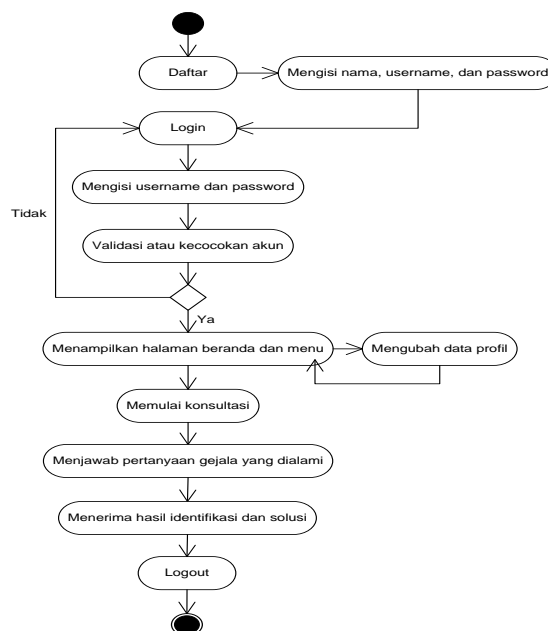 Daftar
Mengisi nama, username, dan password
Login
Mengisi username dan password
Tidak
Validasi atau kecocokan akun
Ya
Menampilkan halaman beranda dan menu
Mengubah data profil
Memulai konsultasi
Menjawab pertanyaan gejala yang dialami
Menerima hasil identifikasi dan solusi
Logout